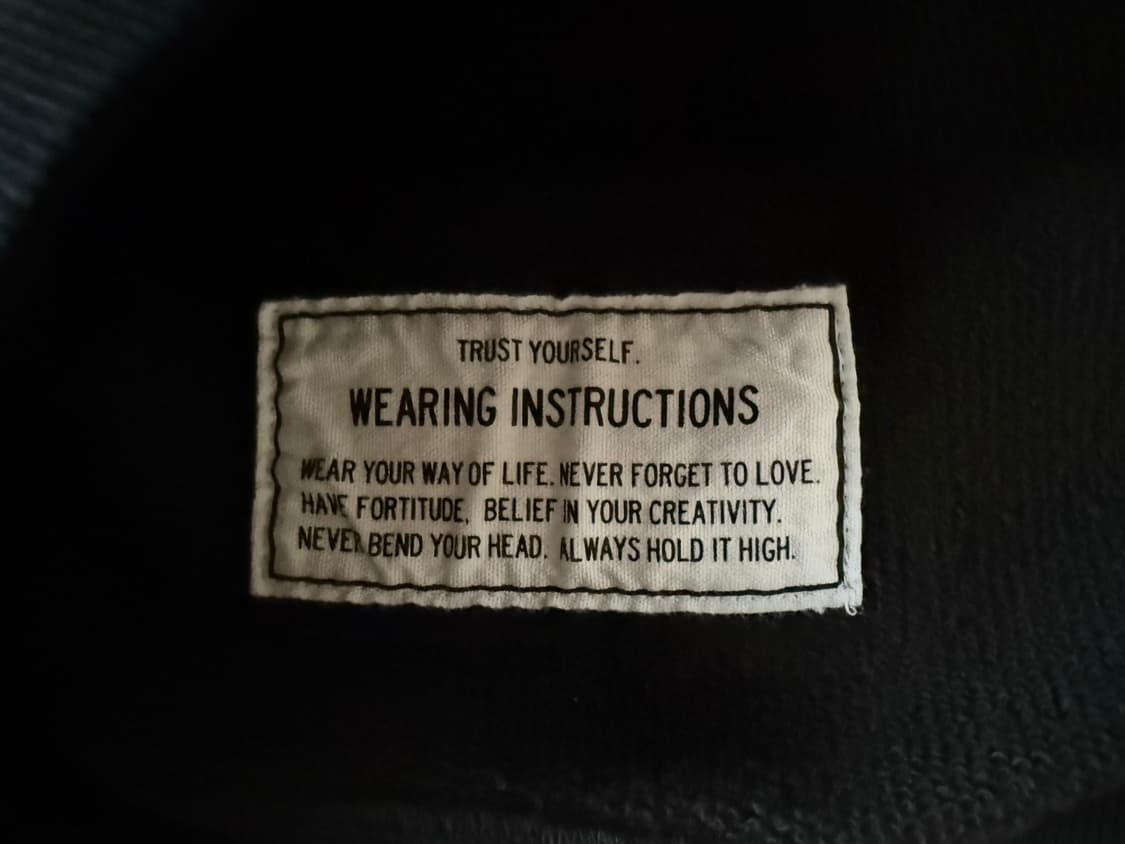 TRUST YOURSELF.
WEARING INSTRUCTIONS
WEAR YOUR WAY OF LIFE. NEVER FORGET TO LOVE.
HAVE FORTITUDE, BELIEF IN YOUR CREATIVITY.
NEVER BEND YOUR HEAD. ALWAYS HOLD IT HIGH.